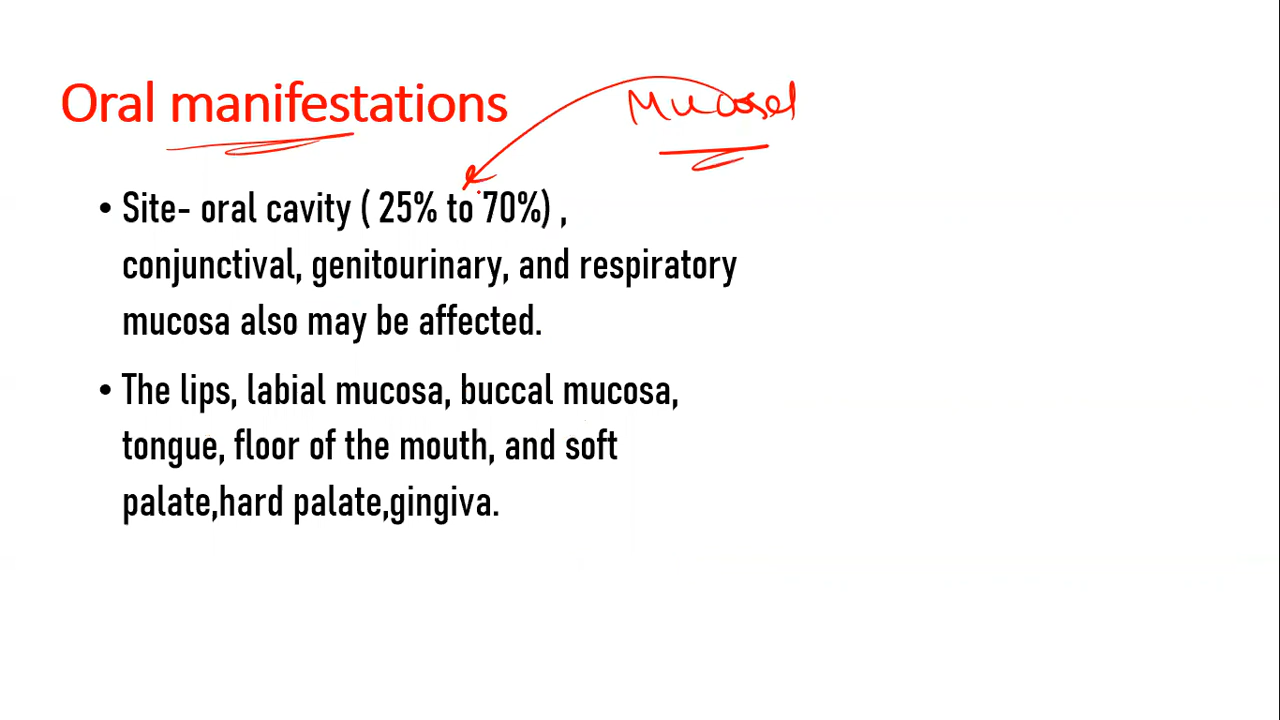 Oral manifestations
Mucosal
• Site- oral cavity ( 25% to 70%) ,
conjunctival, genitourinary, and respiratory
mucosa also may be affected.
• The lips, labial mucosa, buccal mucosa,
tongue, floor of the mouth, and soft
palate,hard palate,gingiva.